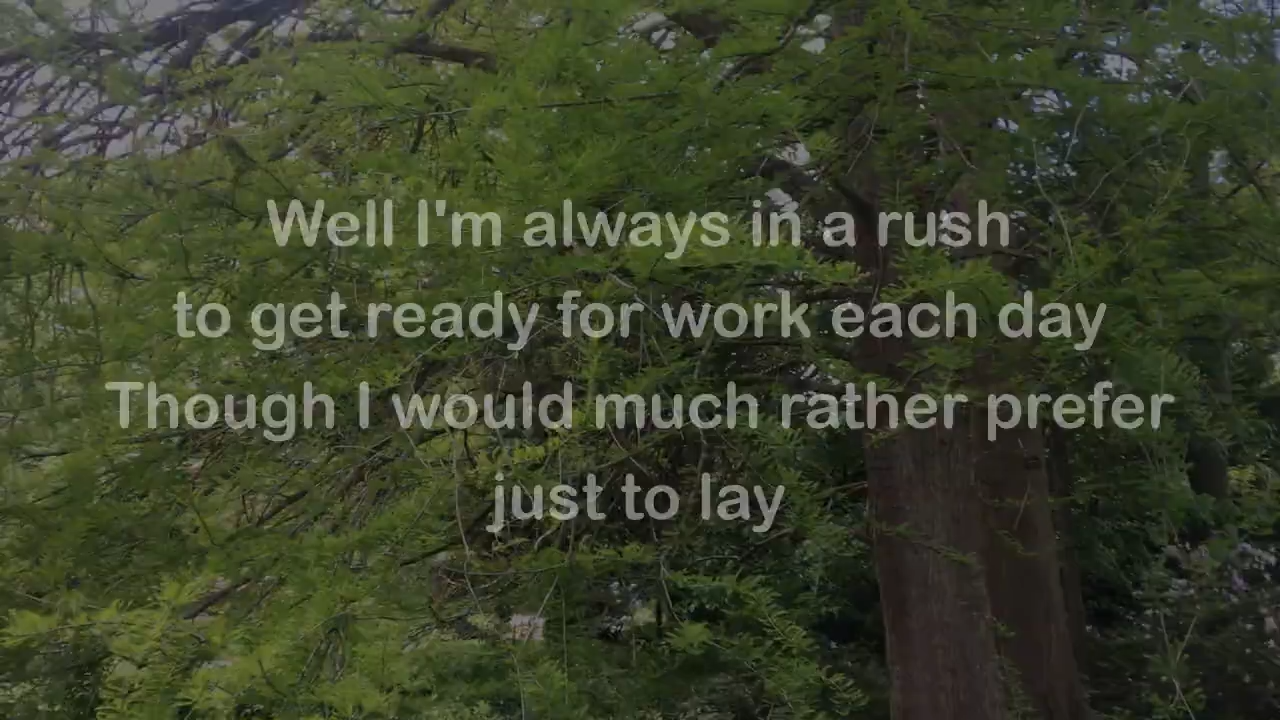 Well I'm always in a rush
to get ready for work each day
Though I would much rather prefer
just to lay